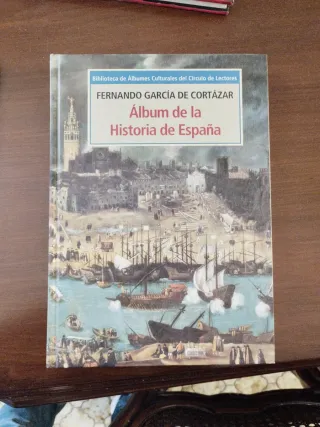 Biblioteca de Álbumes Culturales del Círculo de Lectores
FERNANDO GARCÍA DE CORTÁZAR
Álbum de la
Historia de España